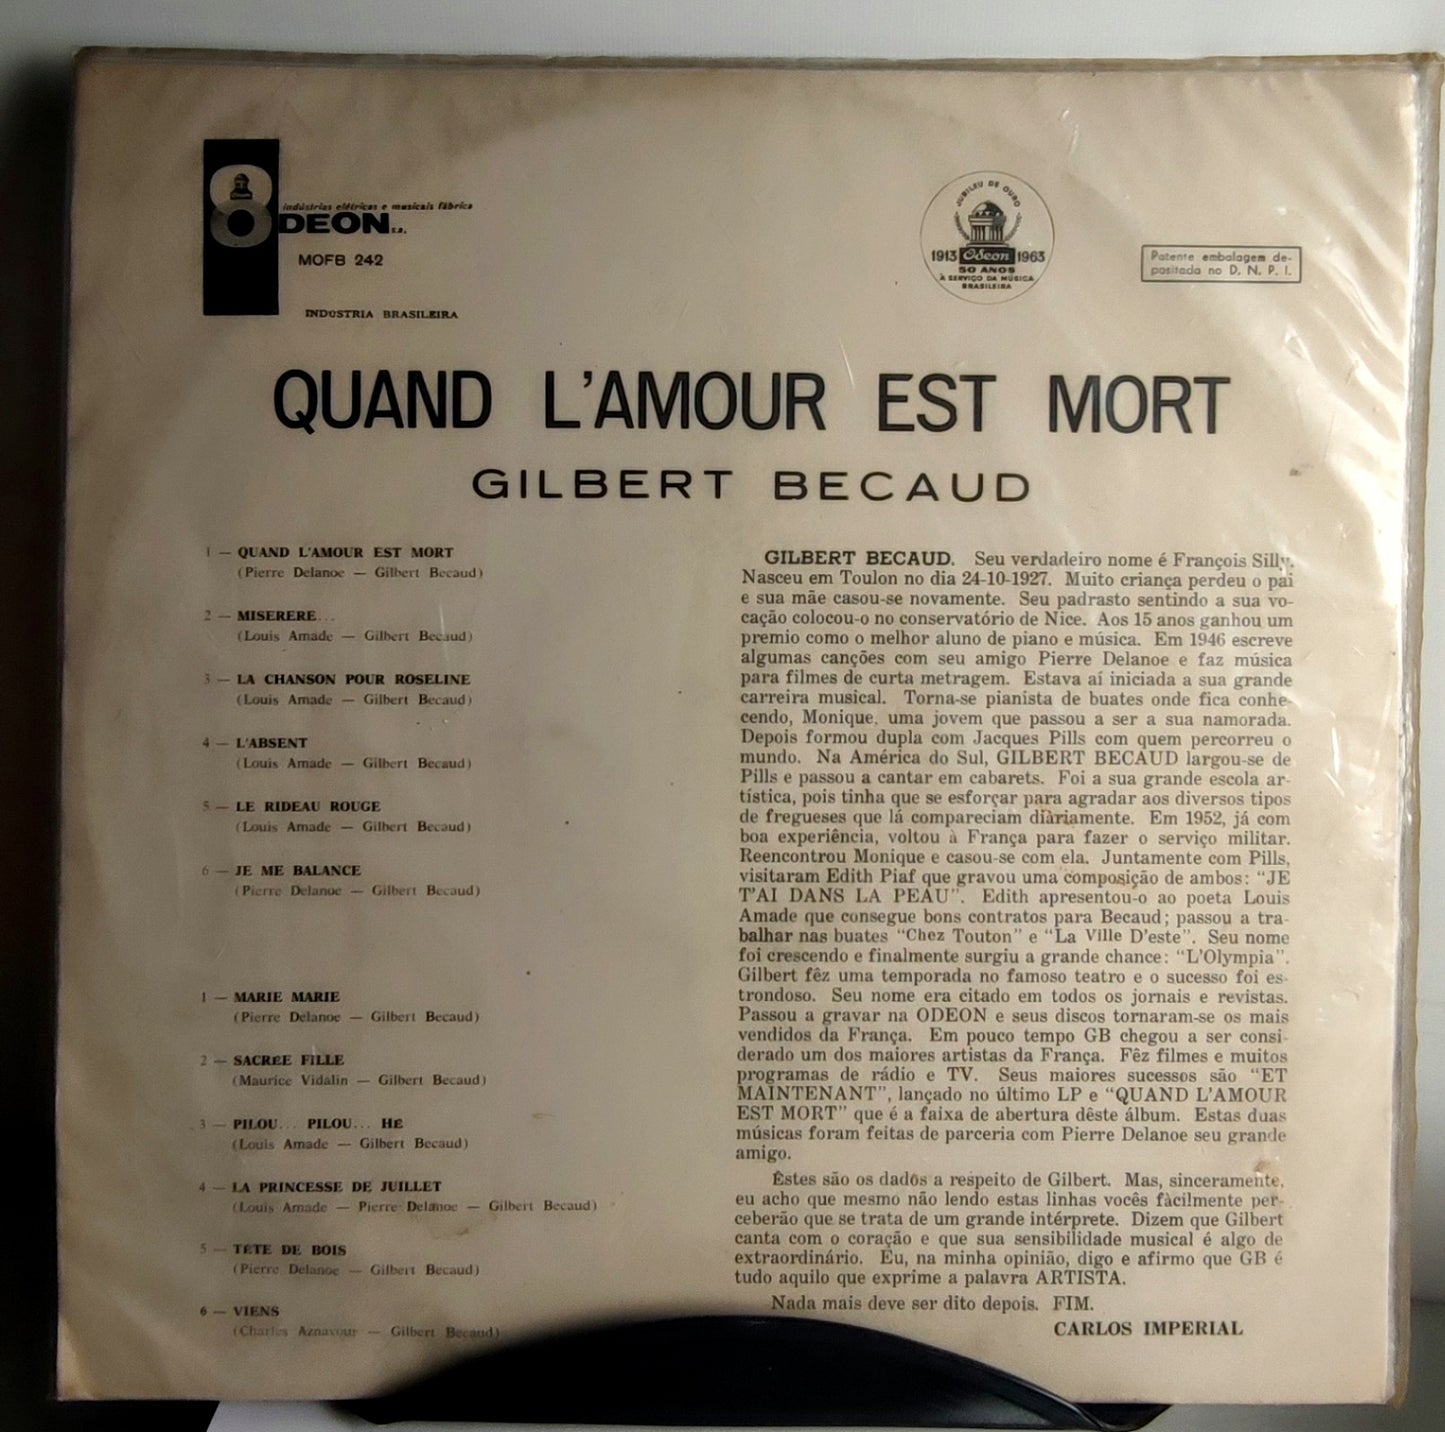 indústrias elétricas e musicais fábrica
ODEON S.A.
MOFB 242
INDÚSTRIA BRASILEIRA
JUBILEU DE OURO
1913 Odeon 1963
50 ANOS
À SERVIÇO DA MÚSICA
BRASILEIRA
Patente embalagem de-
positada no D. N. P. I.
QUAND L'AMOUR EST MORT
GILBERT BECAUD
1 — QUAND L'AMOUR EST MORT
(Pierre Delanoe — Gilbert Becaud)
2 — MISERERE...
(Louis Amade — Gilbert Becaud)
3 — LA CHANSON POUR ROSELINE
(Louis Amade — Gilbert Becaud)
4 — L'ABSENT
(Louis Amade — Gilbert Becaud)
5 — LE RIDEAU ROUGE
(Louis Amade — Gilbert Becaud)
6 — JE ME BALANCE
(Pierre Delanoe — Gilbert Becaud)
1 — MARIE MARIE
(Pierre Delanoe — Gilbert Becaud)
2 — SACRÉE FILLE
(Maurice Vidalin — Gilbert Becaud)
3 — PILOU... PILOU... HÉ
(Louis Amade — Gilbert Becaud)
4 — LA PRINCESSE DE JUILLET
(Louis Amade — Pierre Delanoe — Gilbert Becaud)
5 — TÊTE DE BOIS
(Pierre Delanoe — Gilbert Becaud)
6 — VIENS
(Charles Aznavour — Gilbert Becaud)
GILBERT BECAUD. Seu verdadeiro nome é François Silly.
Nasceu em Toulon no dia 24-10-1927. Muito criança perdeu o pai
e sua mãe casou-se novamente. Seu padrasto sentindo a sua vo-
cação colocou-o no conservatório de Nice. Aos 15 anos ganhou um
premio como o melhor aluno de piano e música. Em 1946 escreve
algumas canções com seu amigo Pierre Delanoe e faz música
para filmes de curta metragem. Estava aí iniciada a sua grande
carreira musical. Torna-se pianista de buates onde fica conhe-
cendo, Monique, uma jovem que passou a ser a sua namorada.
Depois formou dupla com Jacques Pills com quem percorreu o
mundo. Na América do Sul, GILBERT BECAUD largou-se de
Pills e passou a cantar em cabarets. Foi a sua grande escola ar-
tística, pois tinha que se esforçar para agradar aos diversos tipos
de fregueses que lá compareciam diàriamente. Em 1952, já com
boa experiência, voltou à França para fazer o serviço militar.
Reencontrou Monique e casou-se com ela. Juntamente com Pills,
visitaram Edith Piaf que gravou uma composição de ambos: "JE
T'AI DANS LA PEAU". Edith apresentou-o ao poeta Louis
Amade que consegue bons contratos para Becaud; passou a tra-
balhar nas buates "Chez Touton" e "La Ville D'este". Seu nome
foi crescendo e finalmente surgiu a grande chance: "L'Olympia".
Gilbert fêz uma temporada no famoso teatro e o sucesso foi es-
trondoso. Seu nome era citado em todos os jornais e revistas.
Passou a gravar na ODEON e seus discos tornaram-se os mais
vendidos da França. Em pouco tempo GB chegou a ser consi-
derado um dos maiores artistas da França. Fêz filmes e muitos
programas de rádio e TV. Seus maiores sucessos são "ET
MAINTENANT", lançado no último LP e "QUAND L'AMOUR
EST MORT" que é a faixa de abertura dêste álbum. Estas duas
músicas foram feitas de parceria com Pierre Delanoe seu grande
amigo.
Êstes são os dados a respeito de Gilbert. Mas, sinceramente,
eu acho que mesmo não lendo estas linhas vocês fàcilmente per-
ceberão que se trata de um grande intérprete. Dizem que Gilbert
canta com o coração e que sua sensibilidade musical é algo de
extraordinário. Eu, na minha opinião, digo e afirmo que GB é
tudo aquilo que exprime a palavra ARTISTA.
Nada mais deve ser dito depois. FIM.
CARLOS IMPERIAL